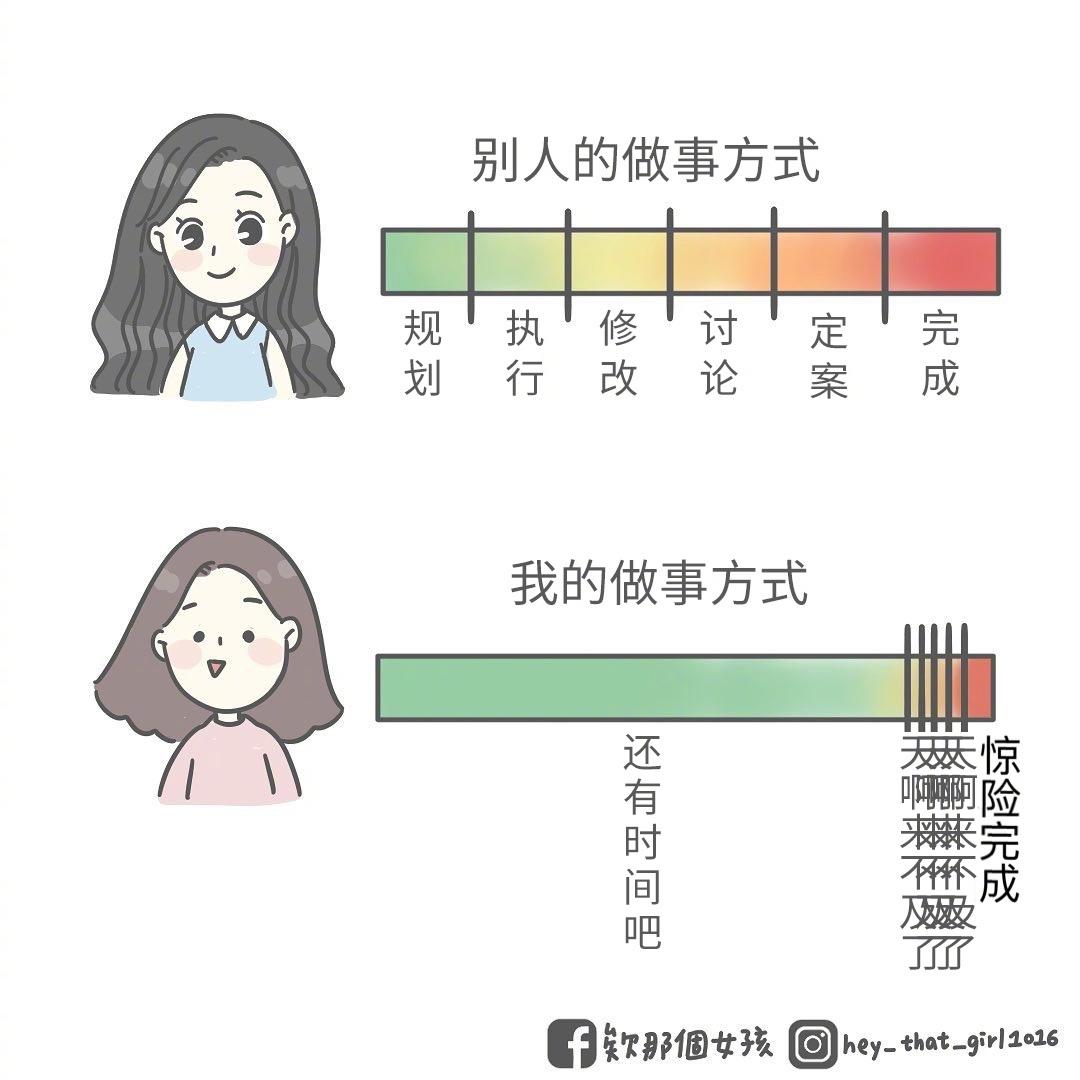 别人的做事方式
规划
执行
修改
讨论
定案
完成
我的做事方式
还有时间吧
天啊来不及了
天啊来不及了
天啊来不及了
天啊来不及了
惊险完成
欸那個女孩
hey_that_girl1016